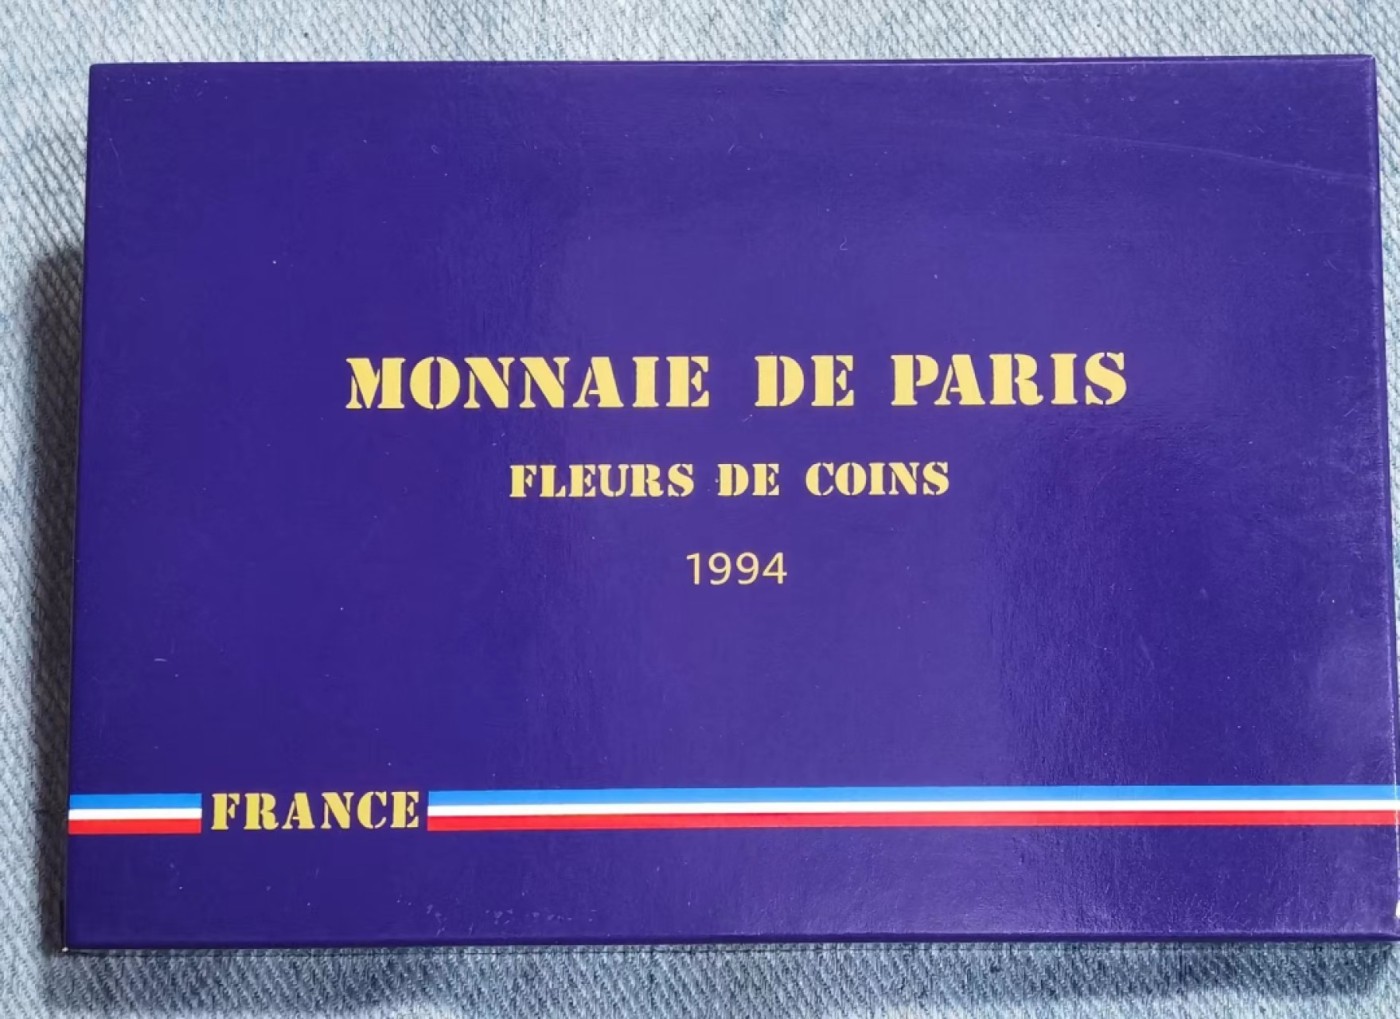 MONNAIE DE PARIS
FLEURS DE COINS
1994
FRANCE